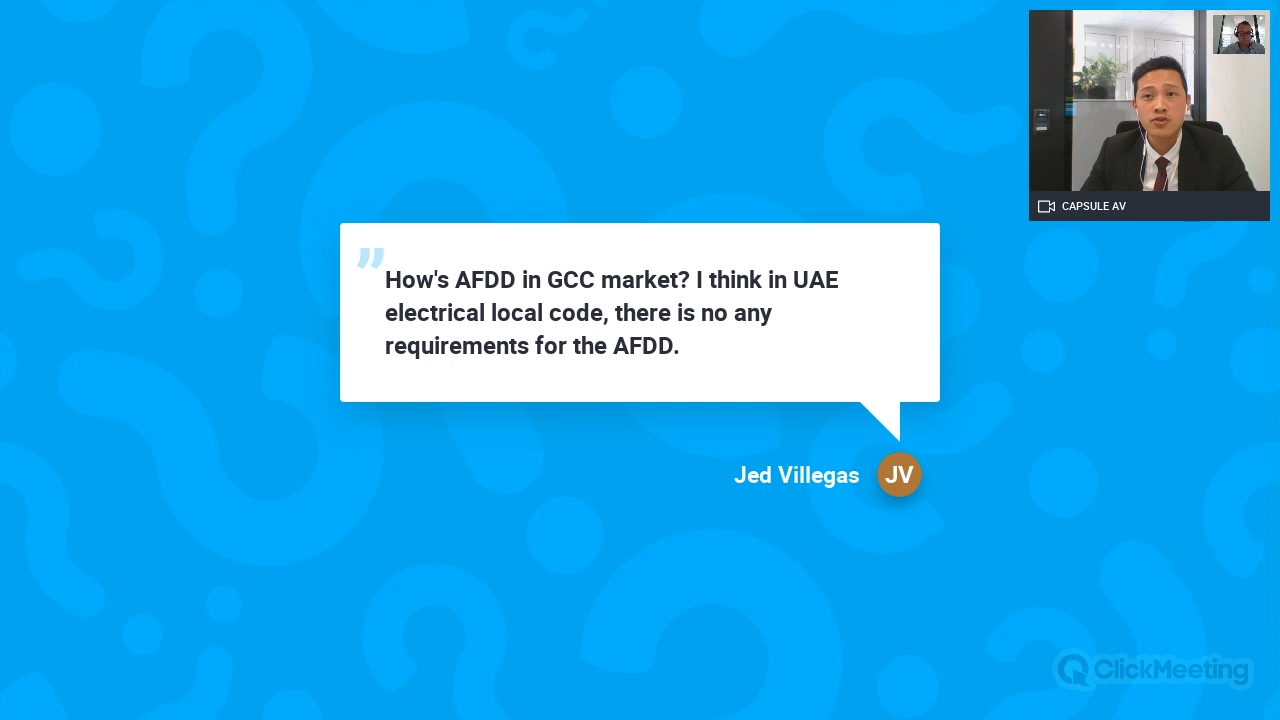 CAPSULE AV
"
How's AFDD in GCC market? I think in UAE
electrical local code, there is no any
requirements for the AFDD.
Jed Villegas
JV
ClickMeeting